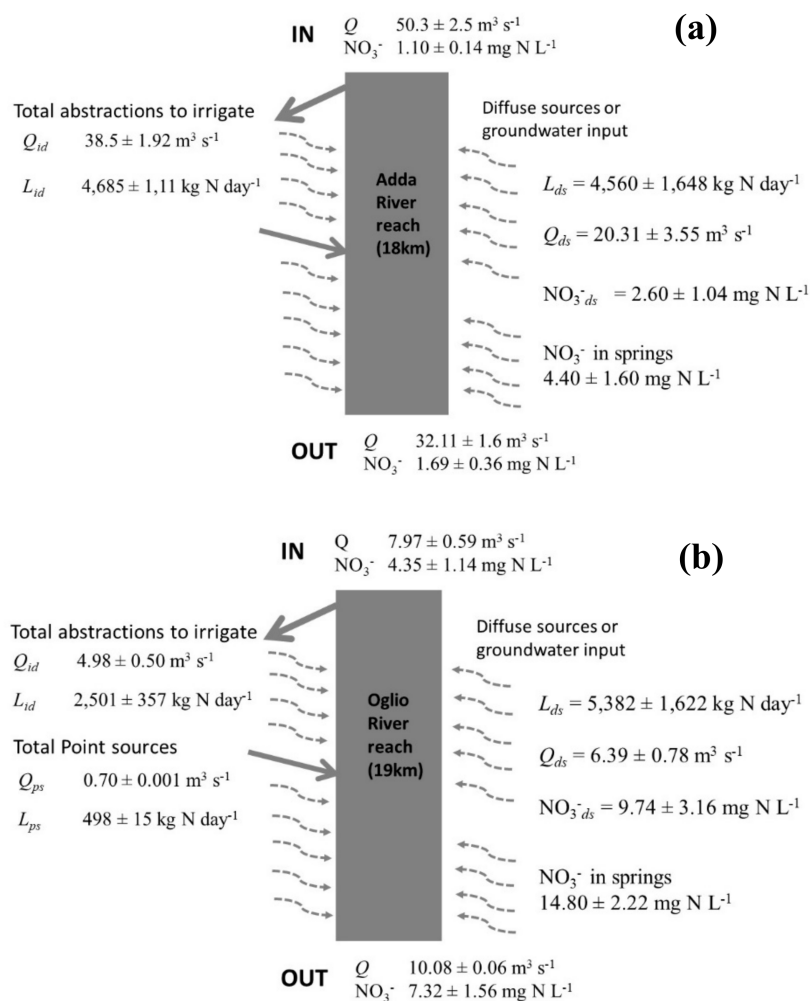 (a)
IN
Q 50.3 ± 2.5 m³ s⁻¹
NO₃⁻ 1.10 ± 0.14 mg N L⁻¹
Total abstractions to irrigate
Q_id 38.5 ± 1.92 m³ s⁻¹
L_id 4,685 ± 1,11 kg N day⁻¹
Adda
River
reach
(18km)
Diffuse sources or
groundwater input
L_ds = 4,560 ± 1,648 kg N day⁻¹
Q_ds = 20.31 ± 3.55 m³ s⁻¹
NO₃⁻_ds = 2.60 ± 1.04 mg N L⁻¹
NO₃⁻ in springs
4.40 ± 1.60 mg N L⁻¹
OUT
Q 32.11 ± 1.6 m³ s⁻¹
NO₃⁻ 1.69 ± 0.36 mg N L⁻¹
(b)
IN
Q 7.97 ± 0.59 m³ s⁻¹
NO₃⁻ 4.35 ± 1.14 mg N L⁻¹
Total abstractions to irrigate
Q_id 4.98 ± 0.50 m³ s⁻¹
L_id 2,501 ± 357 kg N day⁻¹
Total Point sources
Q_ps 0.70 ± 0.001 m³ s⁻¹
L_ps 498 ± 15 kg N day⁻¹
Oglio
River
reach
(19km)
Diffuse sources or
groundwater input
L_ds = 5,382 ± 1,622 kg N day⁻¹
Q_ds = 6.39 ± 0.78 m³ s⁻¹
NO₃⁻_ds = 9.74 ± 3.16 mg N L⁻¹
NO₃⁻ in springs
14.80 ± 2.22 mg N L⁻¹
OUT
Q 10.08 ± 0.06 m³ s⁻¹
NO₃⁻ 7.32 ± 1.56 mg N L⁻¹